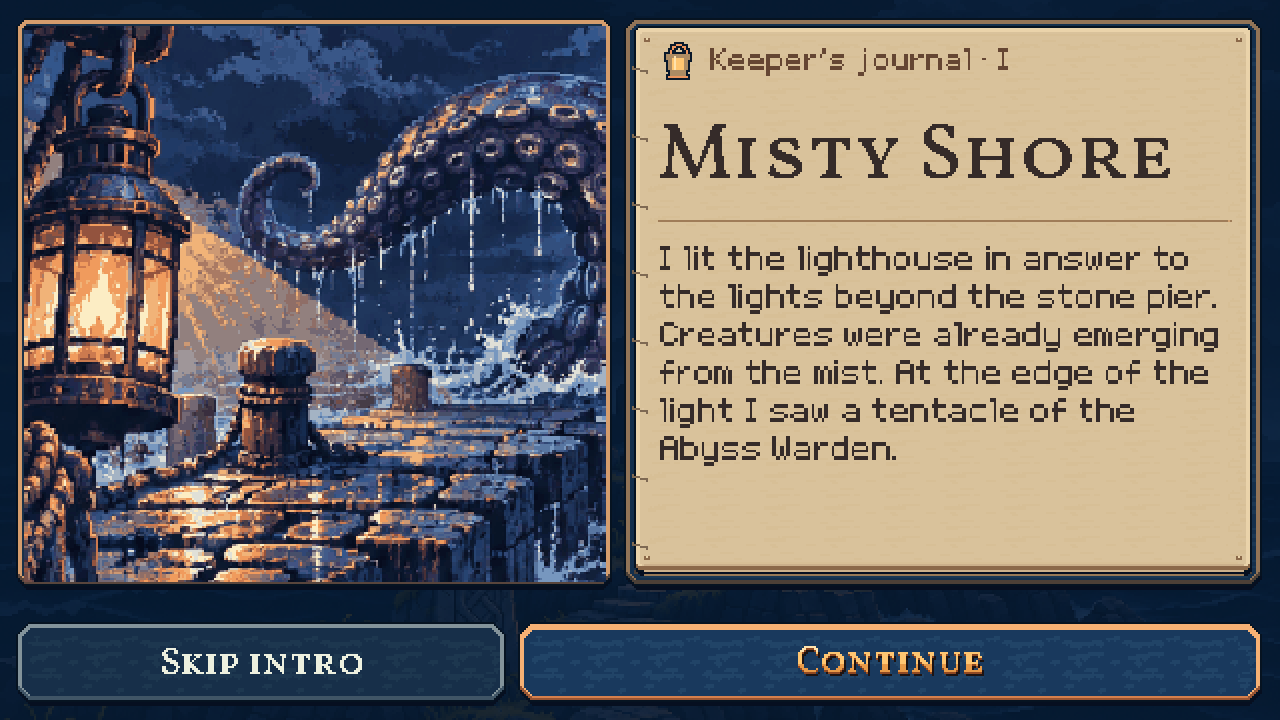 Keeper's journal · I
Misty Shore
I lit the lighthouse in answer to
the lights beyond the stone pier.
Creatures were already emerging
from the mist. At the edge of the
light I saw a tentacle of the
Abyss Warden.
Skip intro
Continue